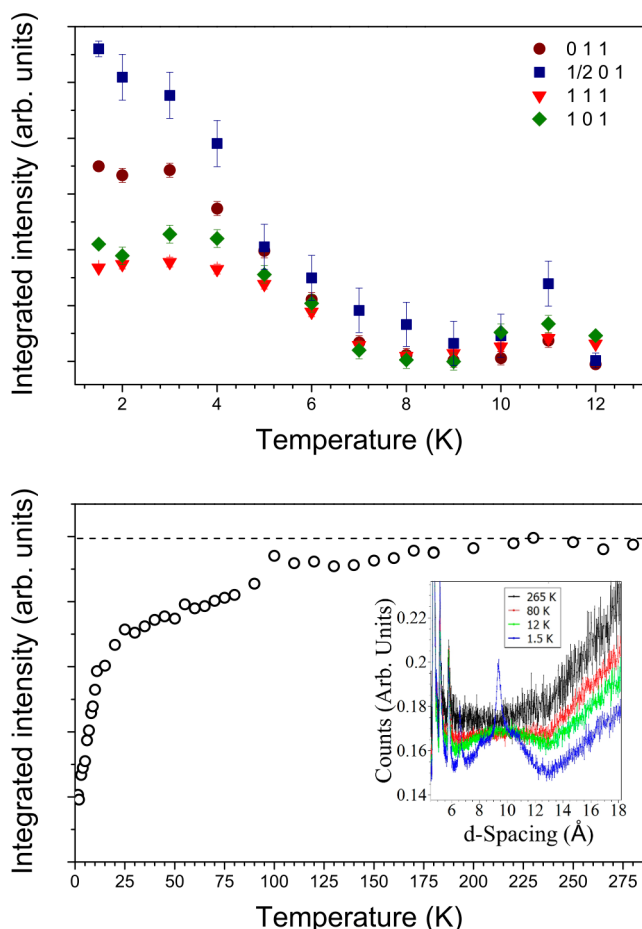 Integrated intensity (arb. units)
0 1 1
1/2 0 1
1 1 1
1 0 1
2 4 6 8 10 12
Temperature (K)
Integrated intensity (arb. units)
265 K
80 K
12 K
1.5 K
Counts (Arb. Units)
0.22
0.2
0.18
0.16
0.14
6 8 10 12 14 16 18
d-Spacing (Å)
0 25 50 75 100 125 150 175 200 225 250 275
Temperature (K)